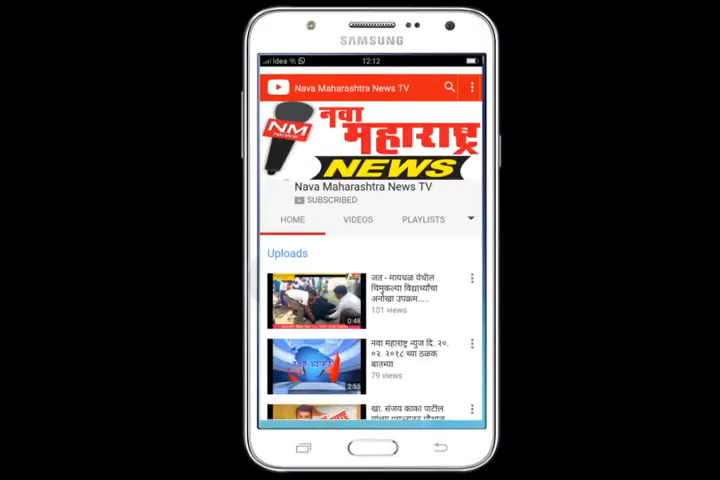 SAMSUNG
Idea
12:12
Nava Maharashtra News TV
NM
NEWS
नवा
महाराष्ट्र
NEWS
Nava Maharashtra News TV
SUBSCRIBED
HOME VIDEOS PLAYLISTS
Uploads
जत - मायथळ येथील
चिमुकल्या विद्यार्थ्यांचा
अनोखा उपक्रम.....
101 views
0:48
नवा महाराष्ट्र न्युज दि. २०.
०२. २०१८ च्या ठळक
बातम्या
79 views
2:55
खा. संजय काका पाटील